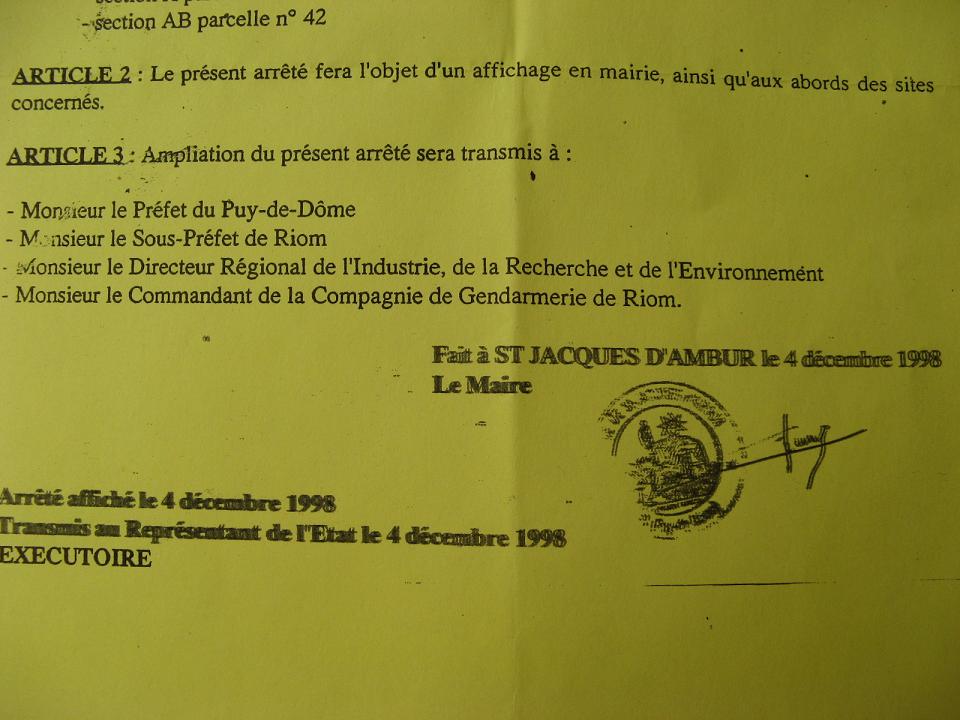 - section AB parcelle n° 42
ARTICLE 2 : Le présent arrêté fera l'objet d'un affichage en mairie, ainsi qu'aux abords des sites
concernés.
ARTICLE 3 : Ampliation du présent arrêté sera transmis à :
- Monsieur le Préfet du Puy-de-Dôme
- Monsieur le Sous-Préfet de Riom
- Monsieur le Directeur Régional de l'Industrie, de la Recherche et de l'Environnement
- Monsieur le Commandant de la Compagnie de Gendarmerie de Riom.
Fait à ST JACQUES D'AMBUR le 4 décembre 1998
Le Maire
Arrêté affiché le 4 décembre 1998
Transmis au Représentant de l'Etat le 4 décembre 1998
EXECUTOIRE